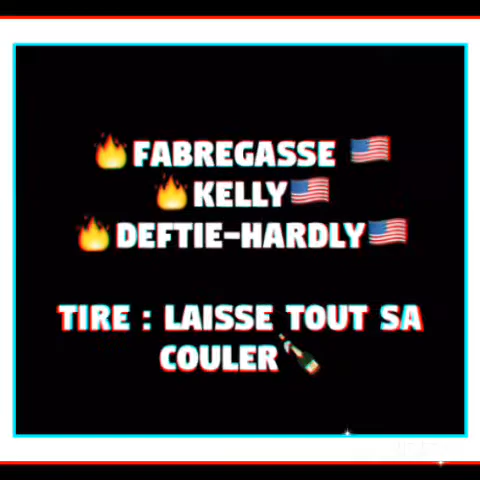 🔥FABREGASSE 🇺🇸
🔥KELLY🇺🇸
🔥DEFTIE-HARDLY🇺🇸
TIRE : LAISSE TOUT SA
COULER🍾